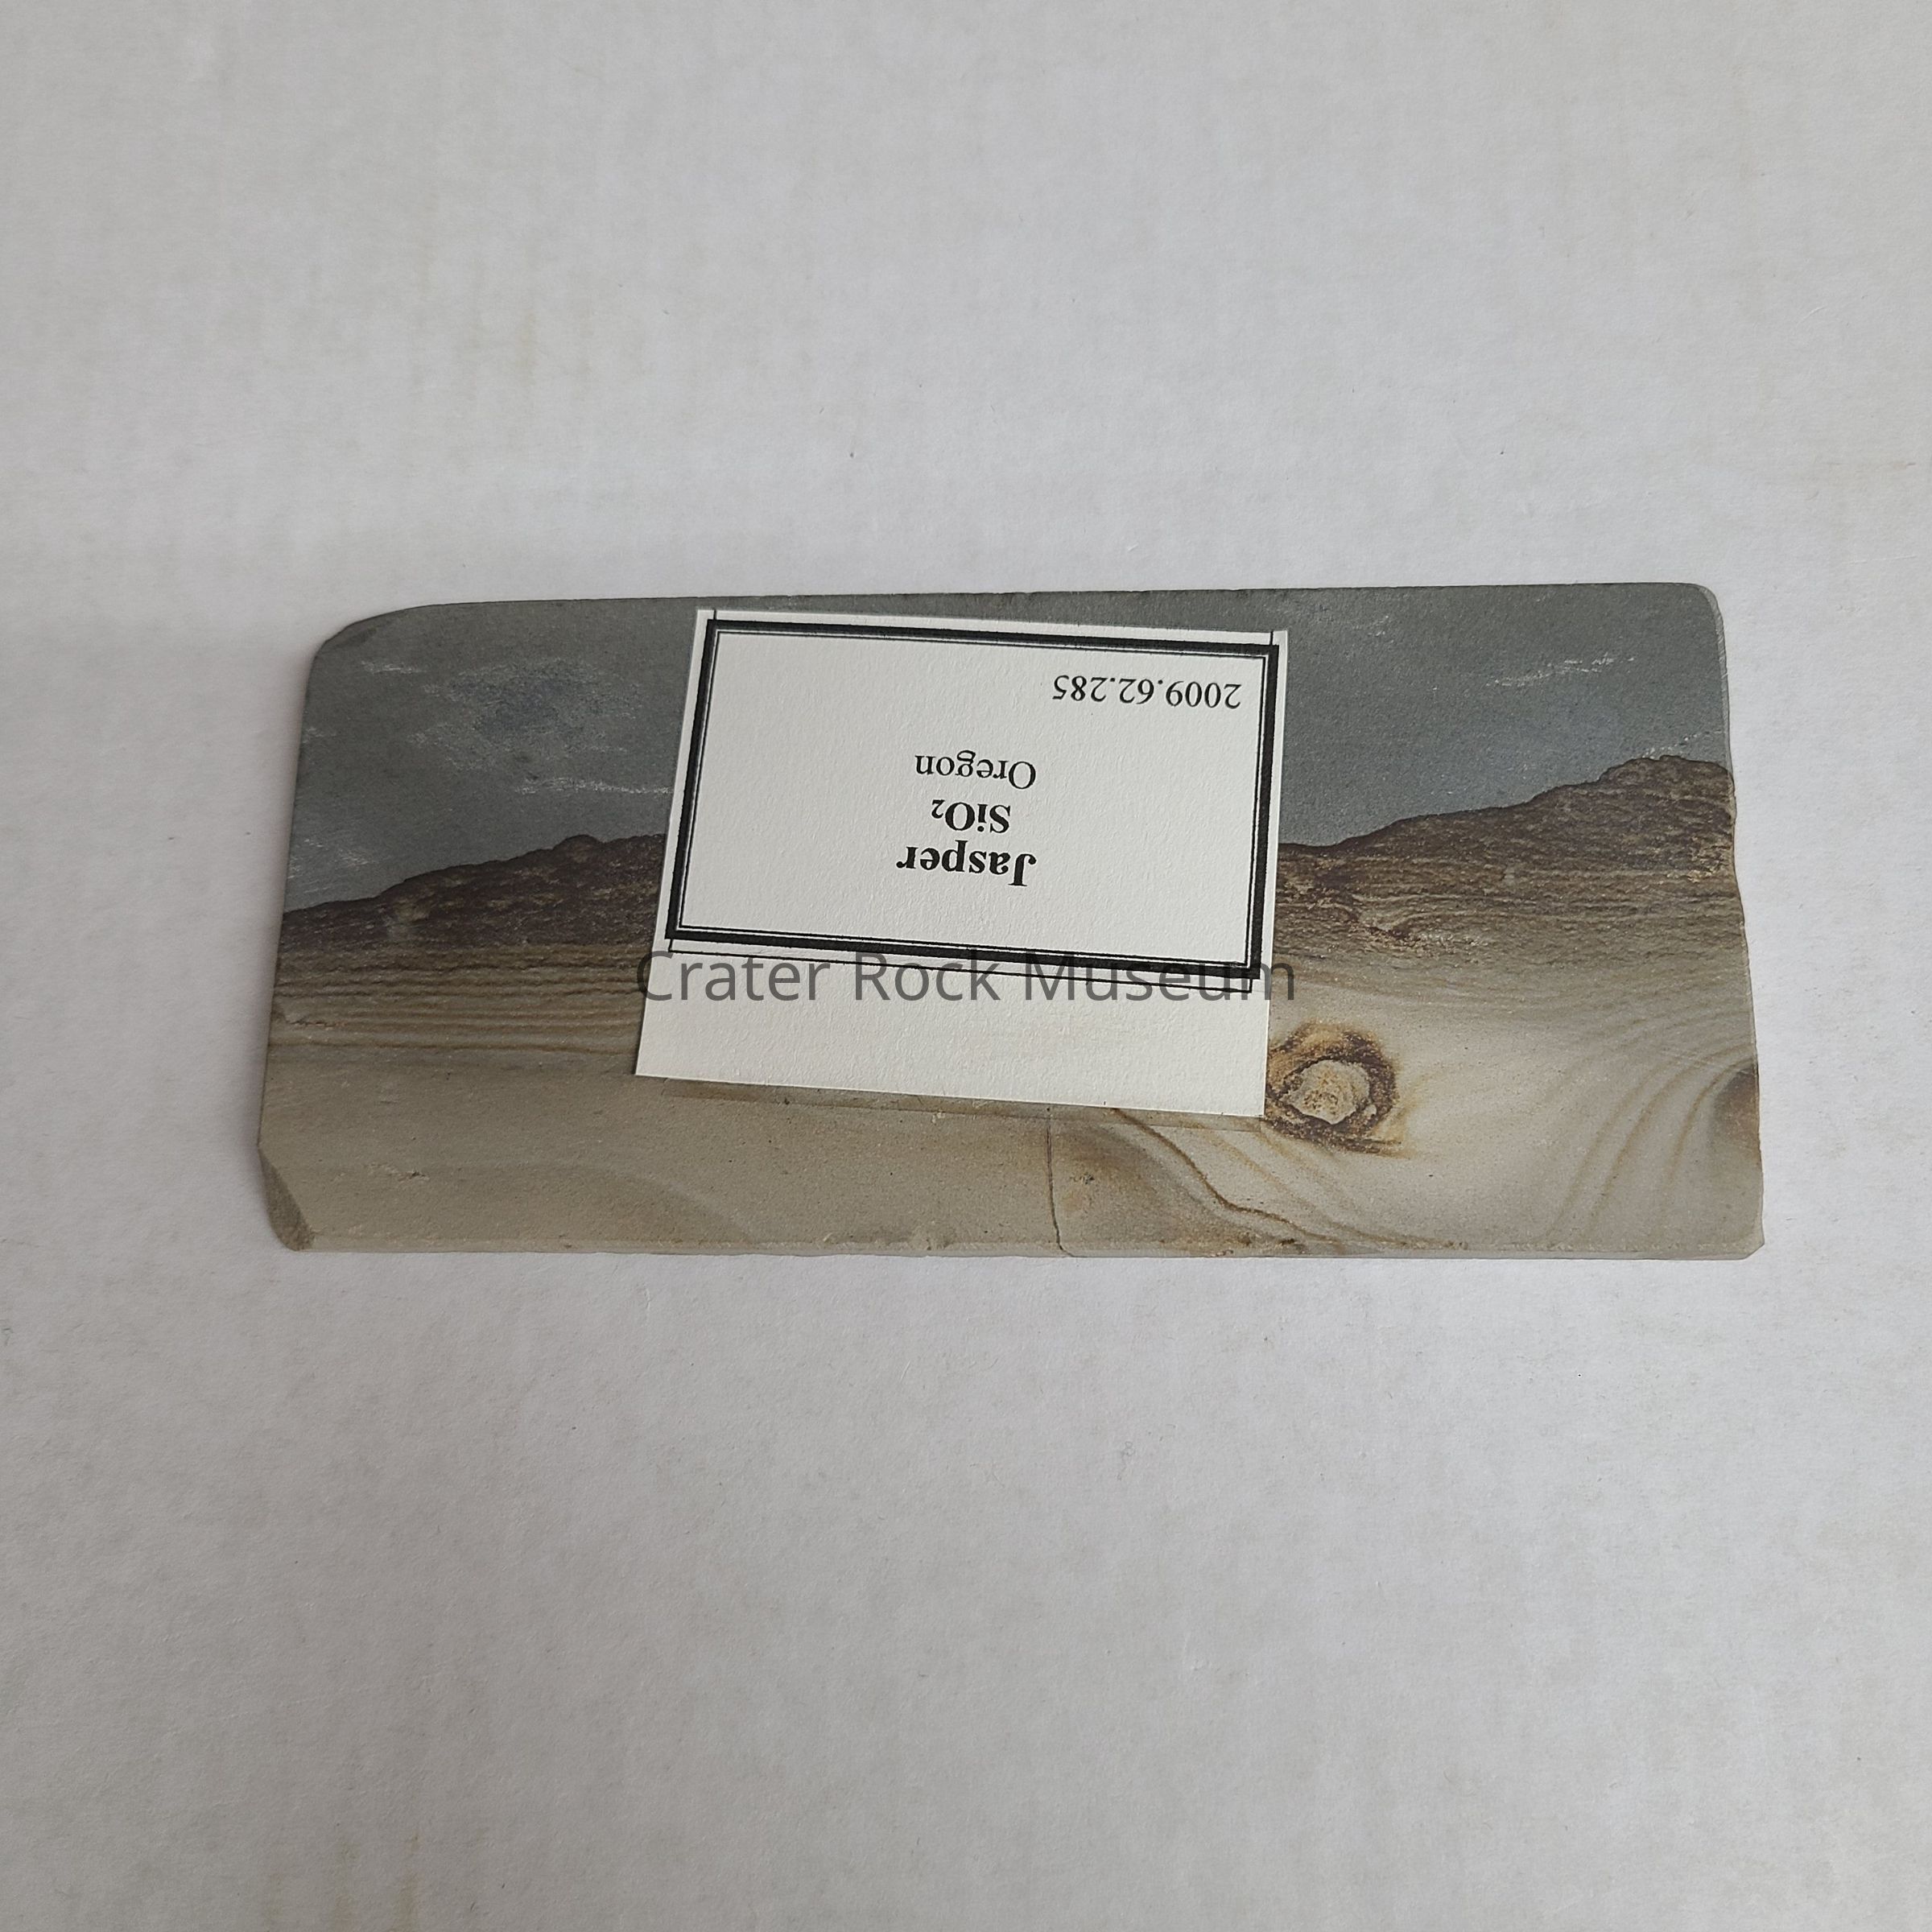 Jasper
SiO₂
Oregon
2009.62.285
Crater Rock Museum